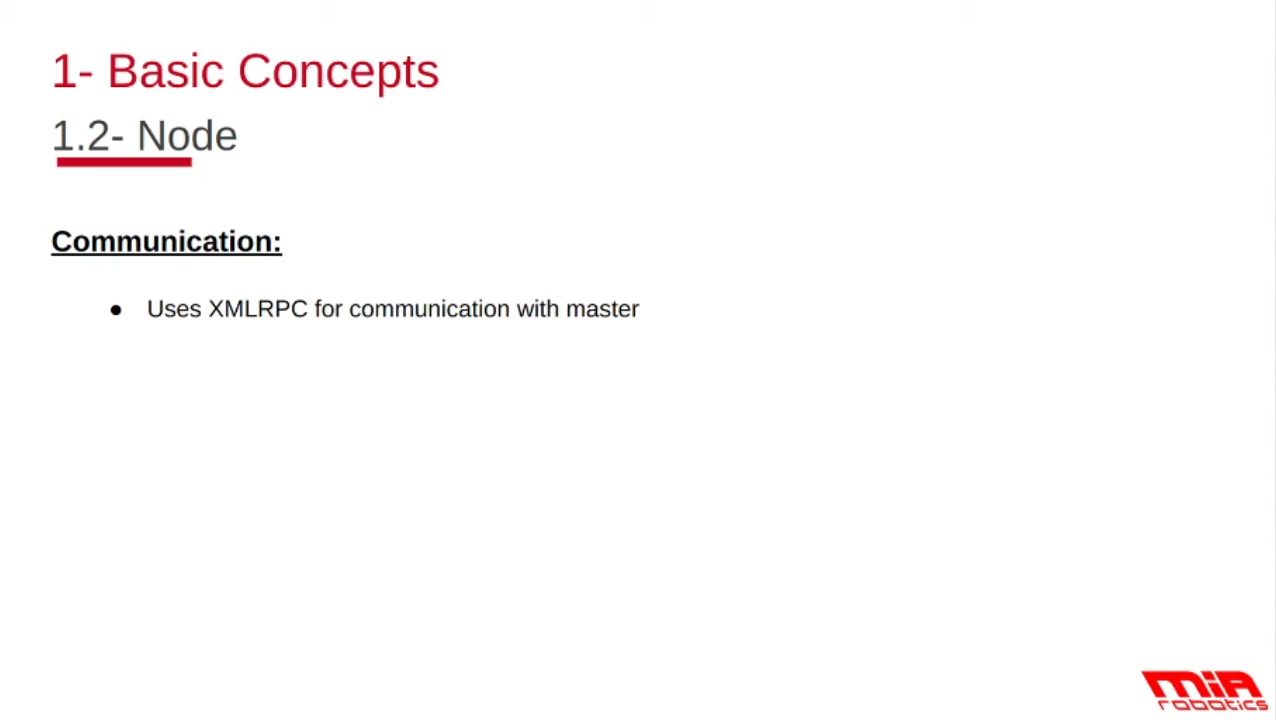 1- Basic Concepts
1.2- Node
Communication:
● Uses XMLRPC for communication with master
MIA
robotics